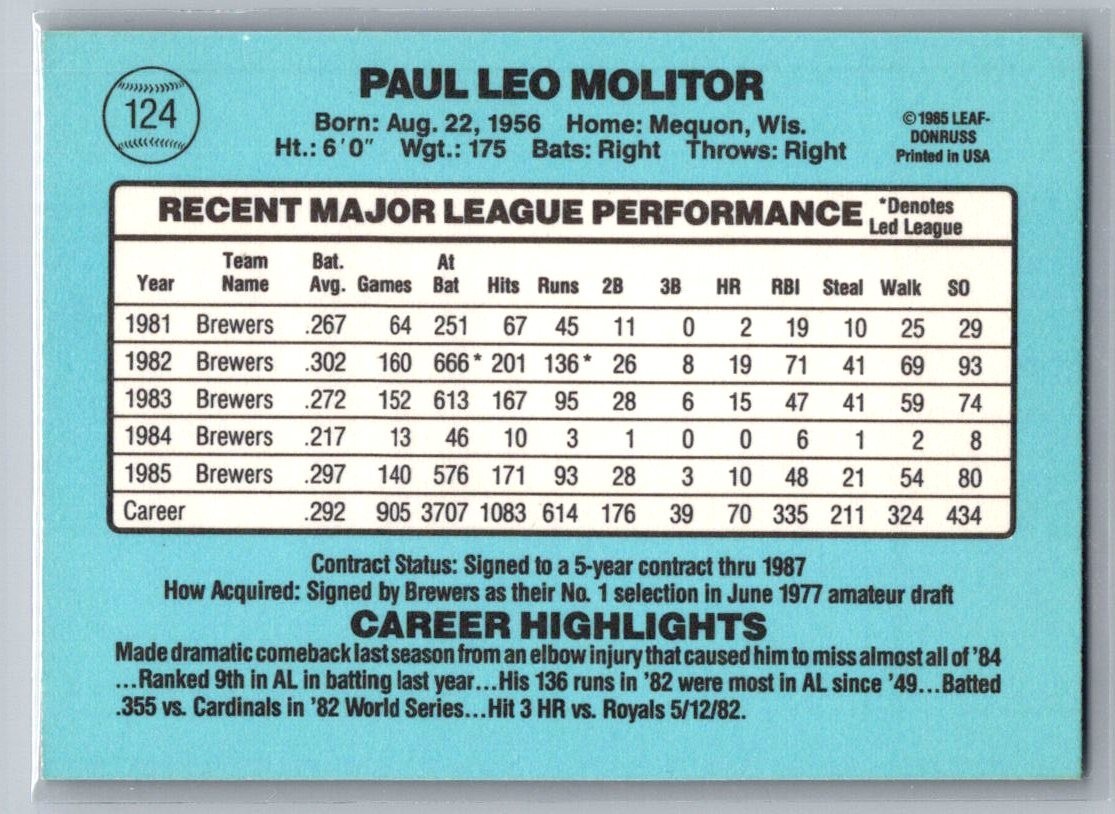 124
PAUL LEO MOLITOR
Born: Aug. 22, 1956 Home: Mequon, Wis.
Ht.: 6'0" Wgt.: 175 Bats: Right Throws: Right
© 1985 LEAF-
DONRUSS
Printed in USA
RECENT MAJOR LEAGUE PERFORMANCE
*Denotes
Led League
Year Team Name Bat. Avg. Games At Bat Hits Runs 2B 3B HR RBI Steal Walk SO
1981 Brewers .267 64 251 67 45 11 0 2 19 10 25 29
1982 Brewers .302 160 666* 201 136* 26 8 19 71 41 69 93
1983 Brewers .272 152 613 167 95 28 6 15 47 41 59 74
1984 Brewers .217 13 46 10 3 1 0 0 6 1 2 8
1985 Brewers .297 140 576 171 93 28 3 10 48 21 54 80
Career .292 905 3707 1083 614 176 39 70 335 211 324 434
Contract Status: Signed to a 5-year contract thru 1987
How Acquired: Signed by Brewers as their No. 1 selection in June 1977 amateur draft
CAREER HIGHLIGHTS
Made dramatic comeback last season from an elbow injury that caused him to miss almost all of '84
...Ranked 9th in AL in batting last year...His 136 runs in '82 were most in AL since '49...Batted
.355 vs. Cardinals in '82 World Series...Hit 3 HR vs. Royals 5/12/82.